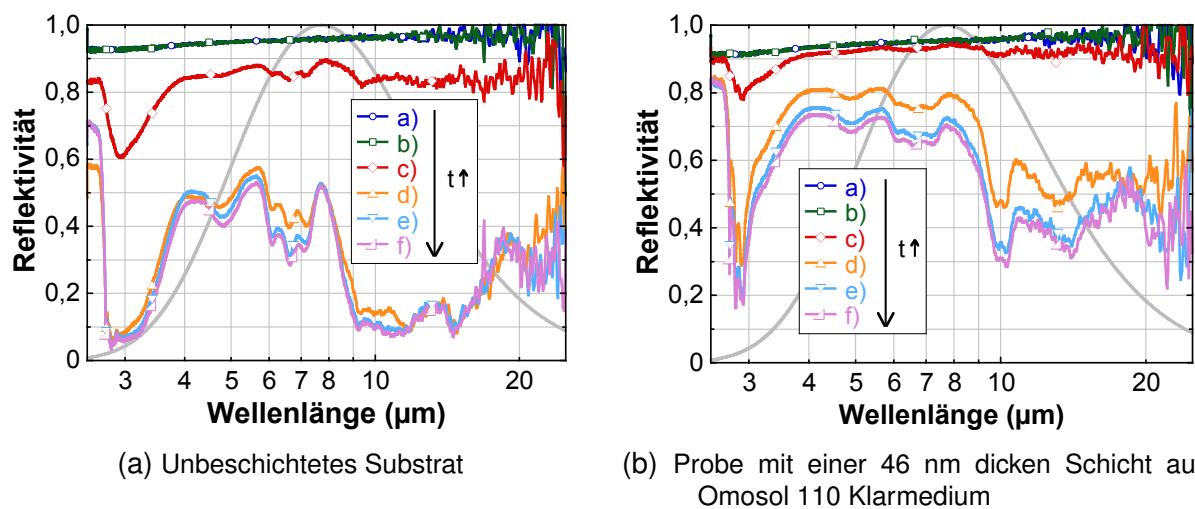 1,0
0,8
0,6
0,4
0,2
0
Reflektivität
a)
b)
c)
d)
e)
f)
t↑
3 4 5 6 7 8 10 20
Wellenlänge (µm)
(a) Unbeschichtetes Substrat
1,0
0,8
0,6
0,4
0,2
0
Reflektivität
a)
b)
c)
d)
e)
f)
t↑
3 4 5 6 7 8 10 20
Wellenlänge (µm)
(b) Probe mit einer 46 nm dicken Schicht au
Omosol 110 Klarmedium